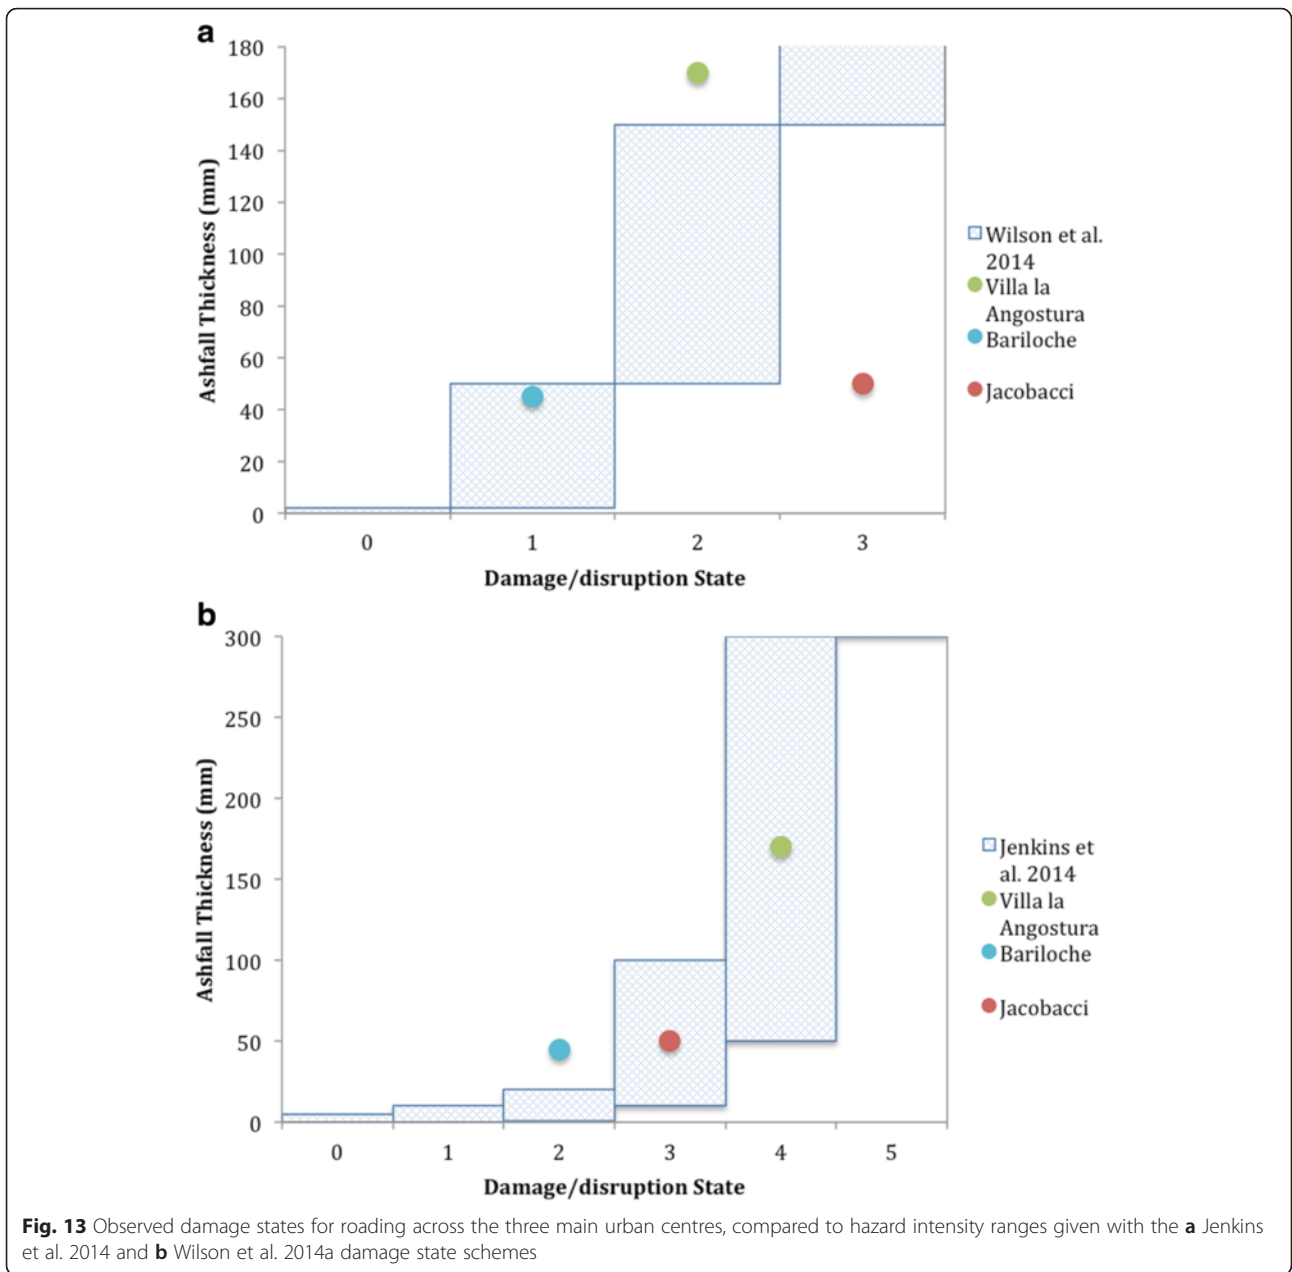 a
180
160
140
120
100
80
60
40
20
0
Ashfall Thickness (mm)
0 1 2 3
Damage/disruption State
Wilson et al.
2014
Villa la
Angostura
Bariloche
Jacobacci
b
300
250
200
150
100
50
0
Ashfall Thickness (mm)
0 1 2 3 4 5
Damage/disruption State
Jenkins et
al. 2014
Villa la
Angostura
Bariloche
Jacobacci
Fig. 13 Observed damage states for roading across the three main urban centres, compared to hazard intensity ranges given with the a Jenkins
et al. 2014 and b Wilson et al. 2014a damage state schemes